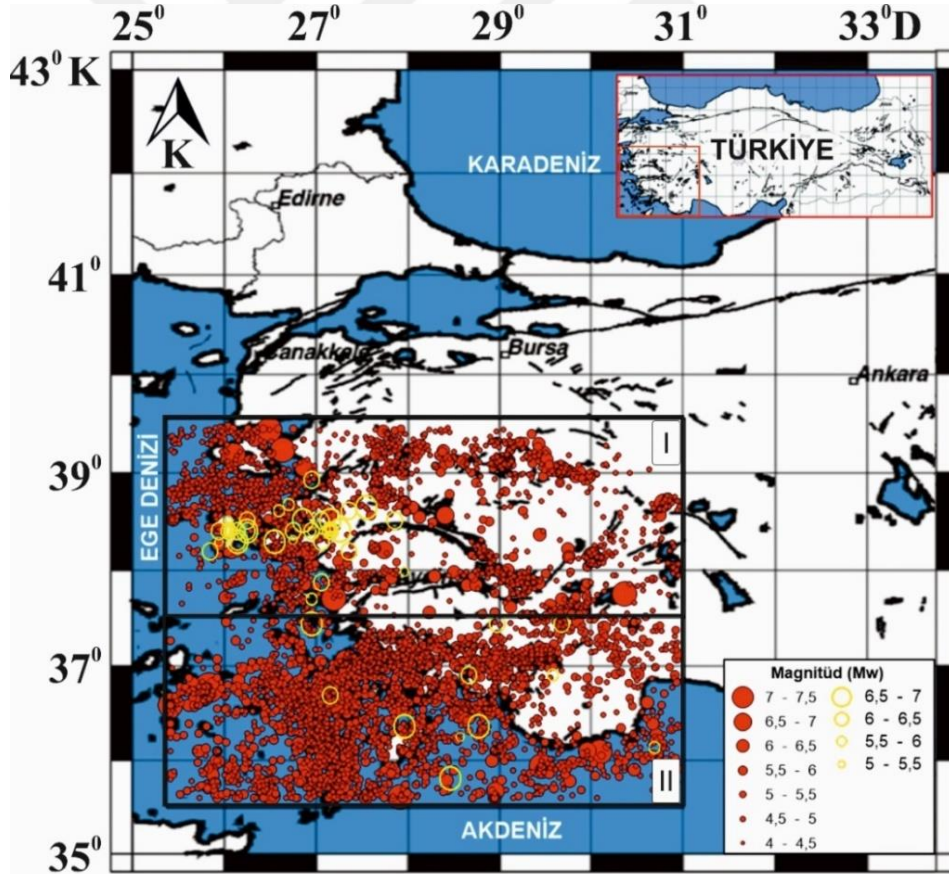 25⁰ 27⁰ 29⁰ 31⁰ 33⁰D
43⁰ K
K
KARADENİZ
TÜRKİYE
Edirne
41⁰
Çanakkale
Bursa
Ankara
EGE DENİZİ
I
39⁰
37⁰
II
AKDENİZ
35⁰
Magnitüd (Mw)
7 - 7,5
6,5 - 7
6 - 6,5
5,5 - 6
5 - 5,5
4,5 - 5
4 - 4,5
6,5 - 7
6 - 6,5
5,5 - 6
5 - 5,5